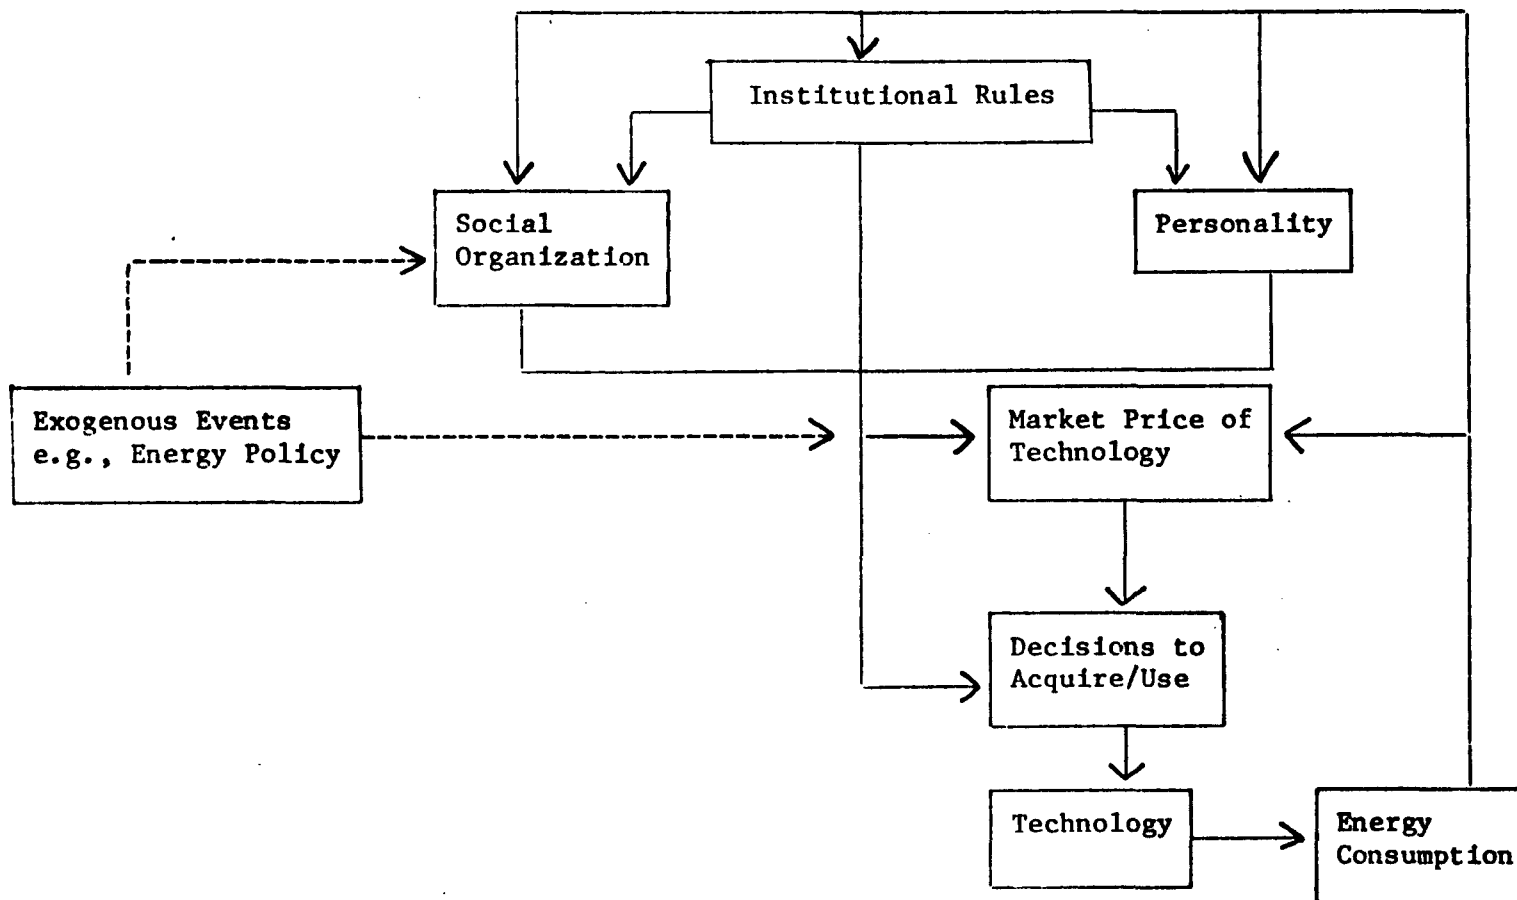 Institutional Rules
Social
Organization
Personality
Exogenous Events
e.g., Energy Policy
Market Price of
Technology
Decisions to
Acquire/Use
Technology
Energy
Consumption